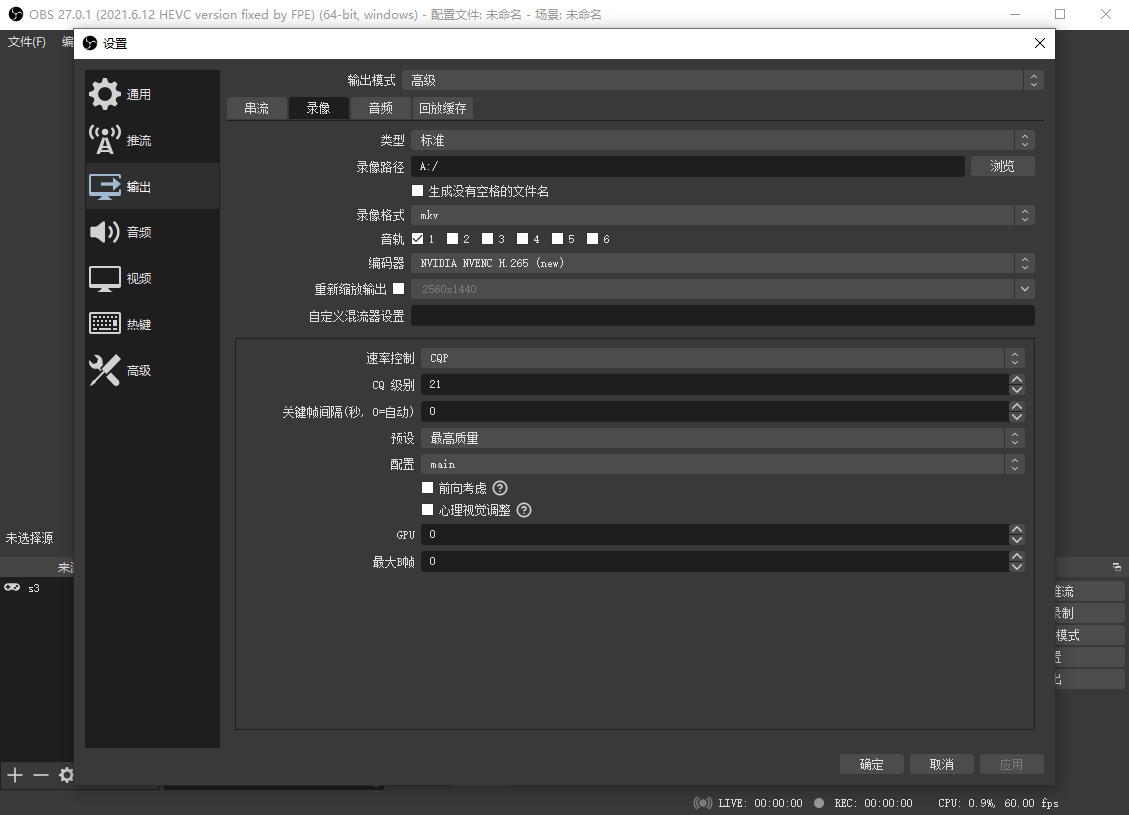 OBS 27.0.1 (2021.6.12 HEVC version fixed by FPE) (64-bit, windows) - 配置文件: 未命名 - 场景: 未命名
文件(F) 编
设置
通用
推流
输出
音频
视频
热键
高级
输出模式 高级
串流 录像 音频 回放缓存
类型 标准
录像路径 A:/ 浏览
生成没有空格的文件名
录像格式 mkv
音轨 1 2 3 4 5 6
编码器 NVIDIA NVENC H.265 (new)
重新缩放输出 2560x1440
自定义混流器设置
速率控制 CQP
CQ 级别 21
关键帧间隔(秒, 0=自动) 0
预设 最高质量
配置 main
前向考虑
心理视觉调整
GPU 0
最大B帧 0
确定 取消 应用
未选择源
来
s3
流
制
模式
置
出
LIVE: 00:00:00 REC: 00:00:00 CPU: 0.9%, 60.00 fps